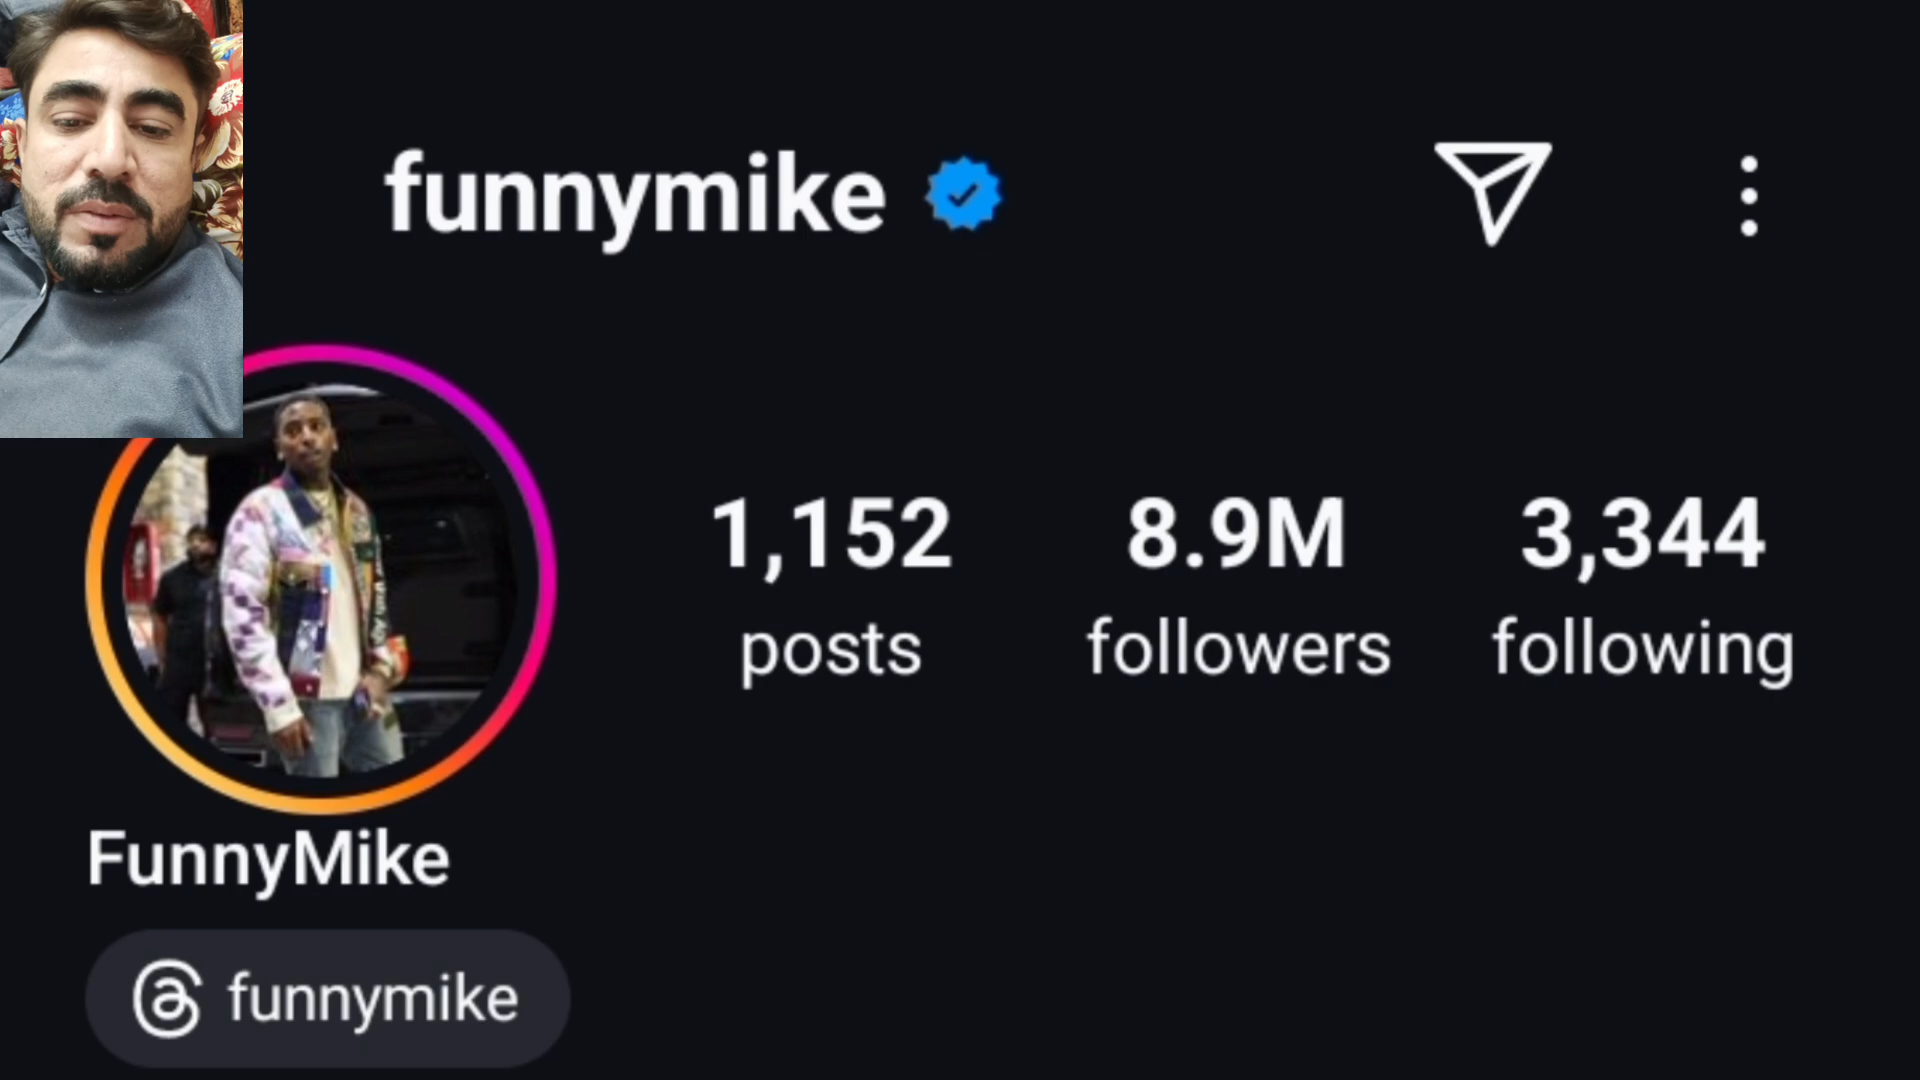 funnymike
1,152 8.9M 3,344
posts followers following
FunnyMike
funnymike